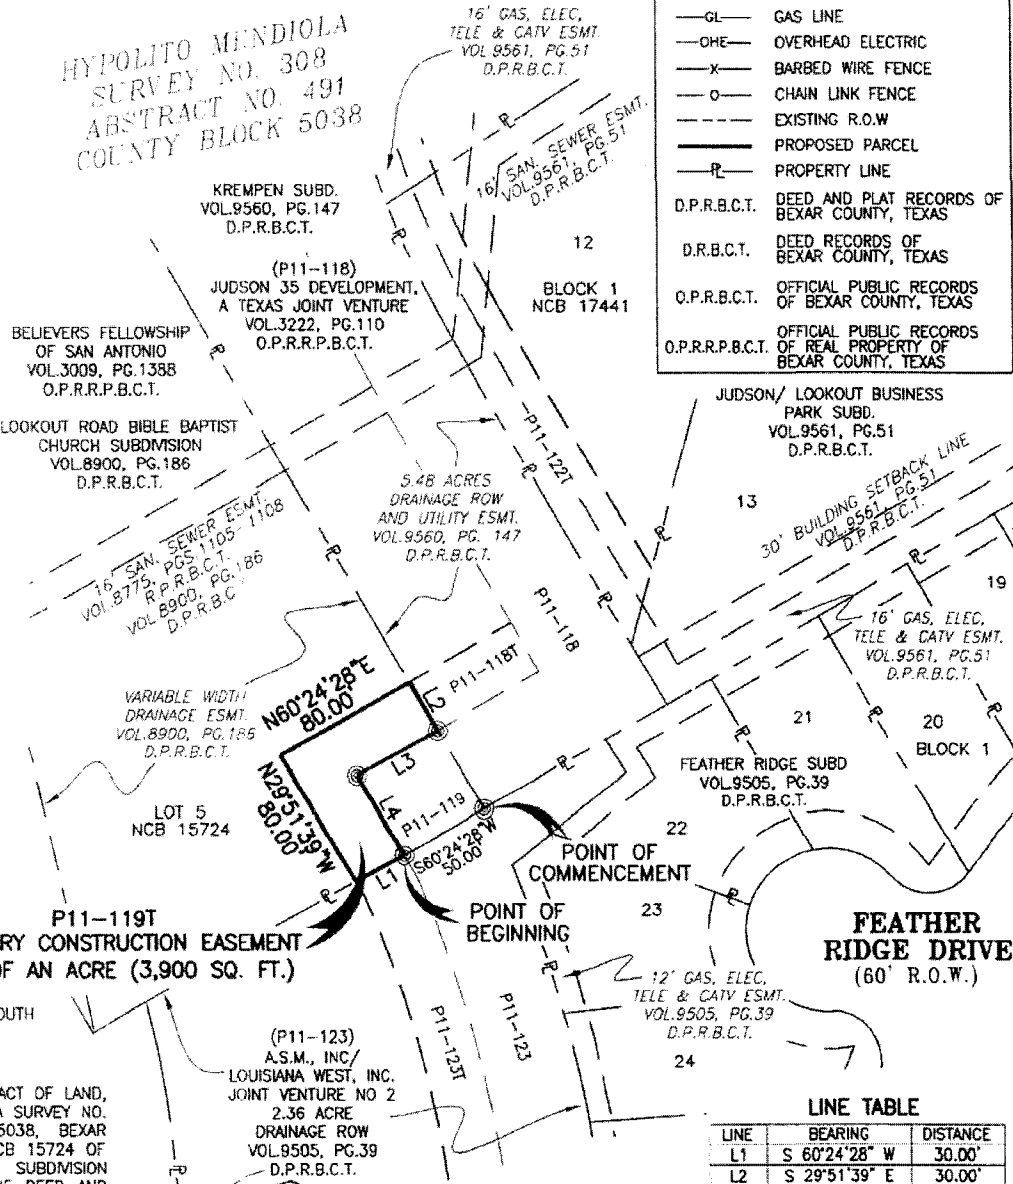 HYPOLITO MENDIOLA
SURVEY NO. 308
ABSTRACT NO. 491
COUNTY BLOCK 5038
16' GAS, ELEC,
TELE & CATV ESMT.
VOL.9561, PG.51
D.P.R.B.C.T.
GL GAS LINE
OHE OVERHEAD ELECTRIC
X BARBED WIRE FENCE
O CHAIN LINK FENCE
EXISTING R.O.W
PROPOSED PARCEL
PL PROPERTY LINE
D.P.R.B.C.T. DEED AND PLAT RECORDS OF
BEXAR COUNTY, TEXAS
D.R.B.C.T. DEED RECORDS OF
BEXAR COUNTY, TEXAS
O.P.R.B.C.T. OFFICIAL PUBLIC RECORDS
OF BEXAR COUNTY, TEXAS
O.P.R.R.P.B.C.T. OFFICIAL PUBLIC RECORDS
OF REAL PROPERTY OF
BEXAR COUNTY, TEXAS
16' SAN. SEWER ESMT.
VOL.9561, PG.51
D.P.R.B.C.T.
KREMPEN SUBD.
VOL.9560, PG.147
D.P.R.B.C.T.
(P11-118)
JUDSON 35 DEVELOPMENT,
A TEXAS JOINT VENTURE
VOL.3222, PG.110
O.P.R.R.P.B.C.T.
12
BLOCK 1
NCB 17441
BELIEVERS FELLOWSHIP
OF SAN ANTONIO
VOL.3009, PG.1388
O.P.R.R.P.B.C.T.
LOOKOUT ROAD BIBLE BAPTIST
CHURCH SUBDIVISION
VOL.8900, PG.186
D.P.R.B.C.T.
JUDSON/ LOOKOUT BUSINESS
PARK SUBD.
VOL.9561, PG.51
D.P.R.B.C.T.
P11-122T
5.48 ACRES
DRAINAGE ROW
AND UTILITY ESMT.
VOL.9560, PG. 147
D.P.R.B.C.T.
13
30' BUILDING SETBACK LINE
VOL.9561, PG.51
D.P.R.B.C.T.
16' SAN. SEWER ESMT.
VOL.8775, PGS.1105-1108
R.P.R.B.C.T.
VOL.8900, PG.186
D.P.R.B.C
P11-118
19
16' GAS, ELEC,
TELE & CATV ESMT.
VOL.9561, PG.51
D.P.R.B.C.T.
P11-118T
N60°24'28"E
80.00'
L2
VARIABLE WIDTH
DRAINAGE ESMT.
VOL.8900, PG.186
D.P.R.B.C.T.
21
20
BLOCK 1
L3
N29°51'39"W
80.00'
L4
P11-119
FEATHER RIDGE SUBD
VOL.9505, PG.39
D.P.R.B.C.T.
LOT 5
NCB 15724
S60°24'28"W
50.00'
L1
22
POINT OF
COMMENCEMENT
POINT OF
BEGINNING
23
P11-119T
RY CONSTRUCTION EASEMENT
OF AN ACRE (3,900 SQ. FT.)
FEATHER
RIDGE DRIVE
(60' R.O.W.)
12' GAS, ELEC,
TELE & CATV ESMT.
VOL.9505, PG.39
D.P.R.B.C.T.
OUTH
P11-123T
P11-123
24
(P11-123)
A.S.M., INC/
LOUISIANA WEST, INC.
JOINT VENTURE NO 2
2.36 ACRE
DRAINAGE ROW
VOL.9505, PG.39
D.P.R.B.C.T.
ACT OF LAND,
A SURVEY NO.
5038, BEXAR
CB 15724 OF
SUBDIVISION
LINE TABLE
LINE BEARING DISTANCE
L1 S 60°24'28" W 30.00'
L2 S 29°51'39" E 30.00'